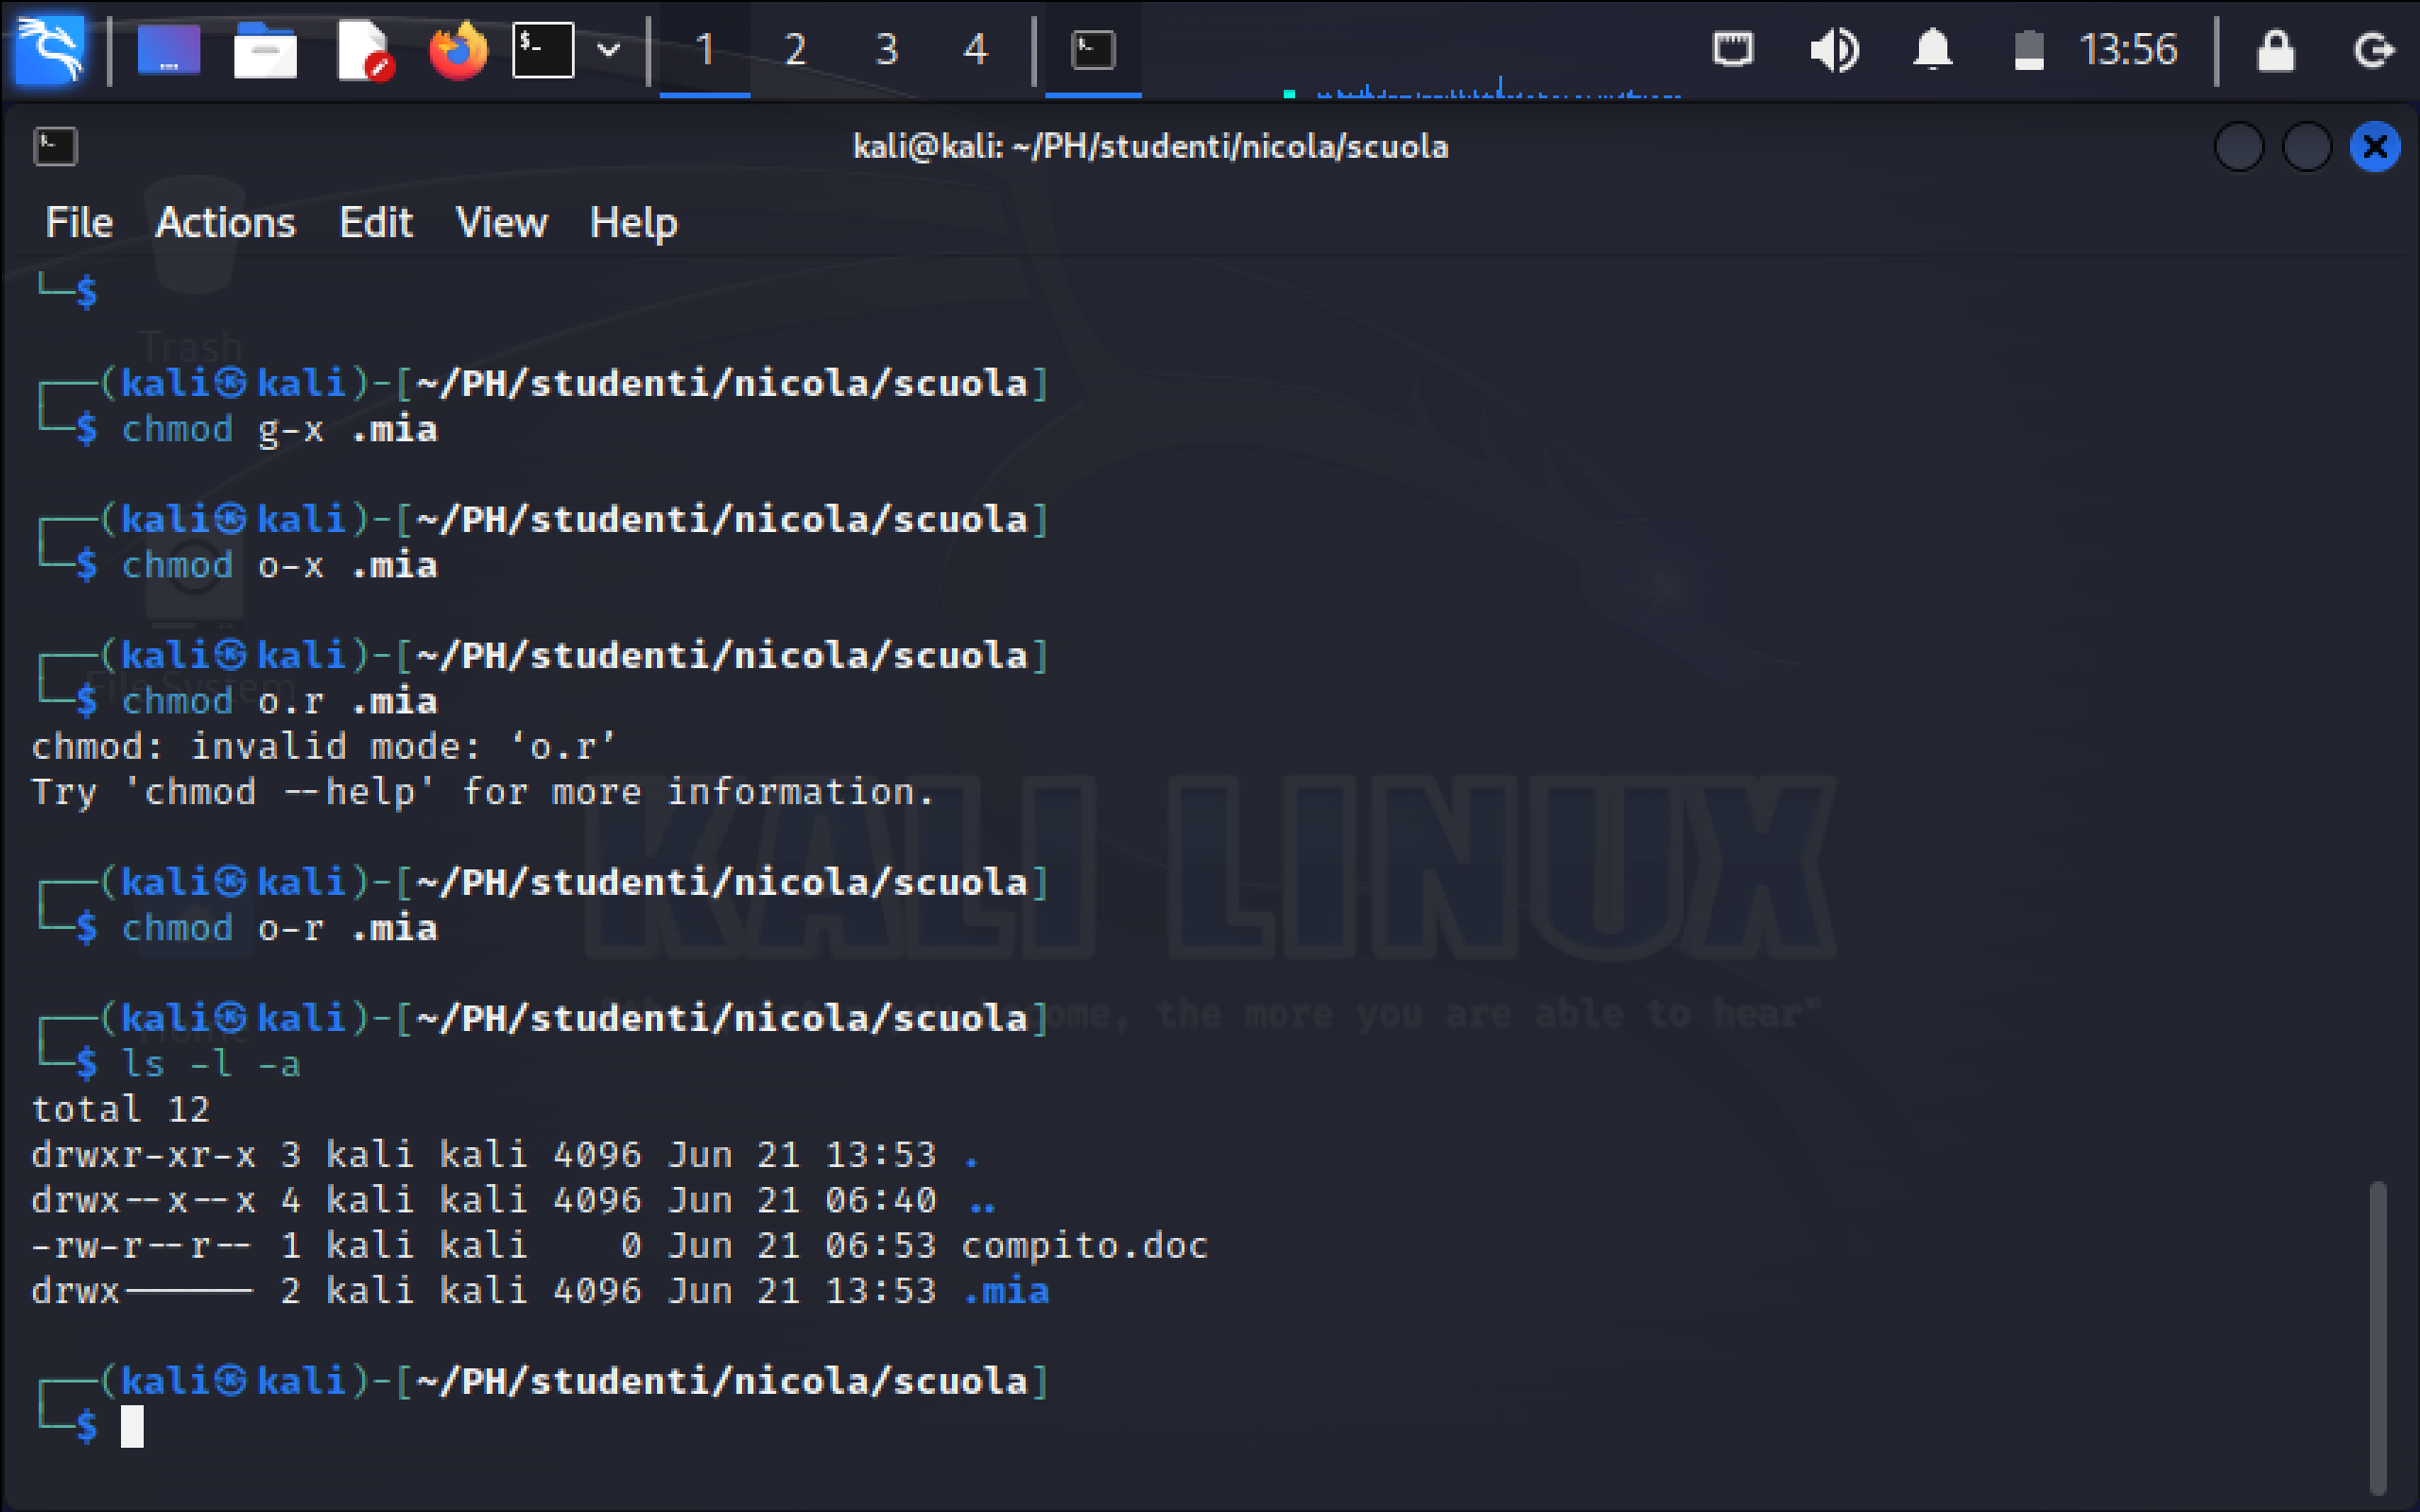 1 2 3 4 13:56
kali@kali: ~/PH/studenti/nicola/scuola
File Actions Edit View Help
└─$
Trash
┌──(kali㉿kali)-[~/PH/studenti/nicola/scuola]
└─$ chmod g-x .mia
┌──(kali㉿kali)-[~/PH/studenti/nicola/scuola]
└─$ chmod o-x .mia
┌──(kali㉿kali)-[~/PH/studenti/nicola/scuola]
File System
└─$ chmod o.r .mia
chmod: invalid mode: ‘o.r’
Try 'chmod --help' for more information.
KALI LINUX
┌──(kali㉿kali)-[~/PH/studenti/nicola/scuola]
└─$ chmod o-r .mia
┌──(kali㉿kali)-[~/PH/studenti/nicola/scuola]
the more you are able to hear"
Home
└─$ ls -l -a
total 12
drwxr-xr-x 3 kali kali 4096 Jun 21 13:53 .
drwx--x--x 4 kali kali 4096 Jun 21 06:40 ..
-rw-r--r-- 1 kali kali    0 Jun 21 06:53 compito.doc
drwx------ 2 kali kali 4096 Jun 21 13:53 .mia
┌──(kali㉿kali)-[~/PH/studenti/nicola/scuola]
└─$